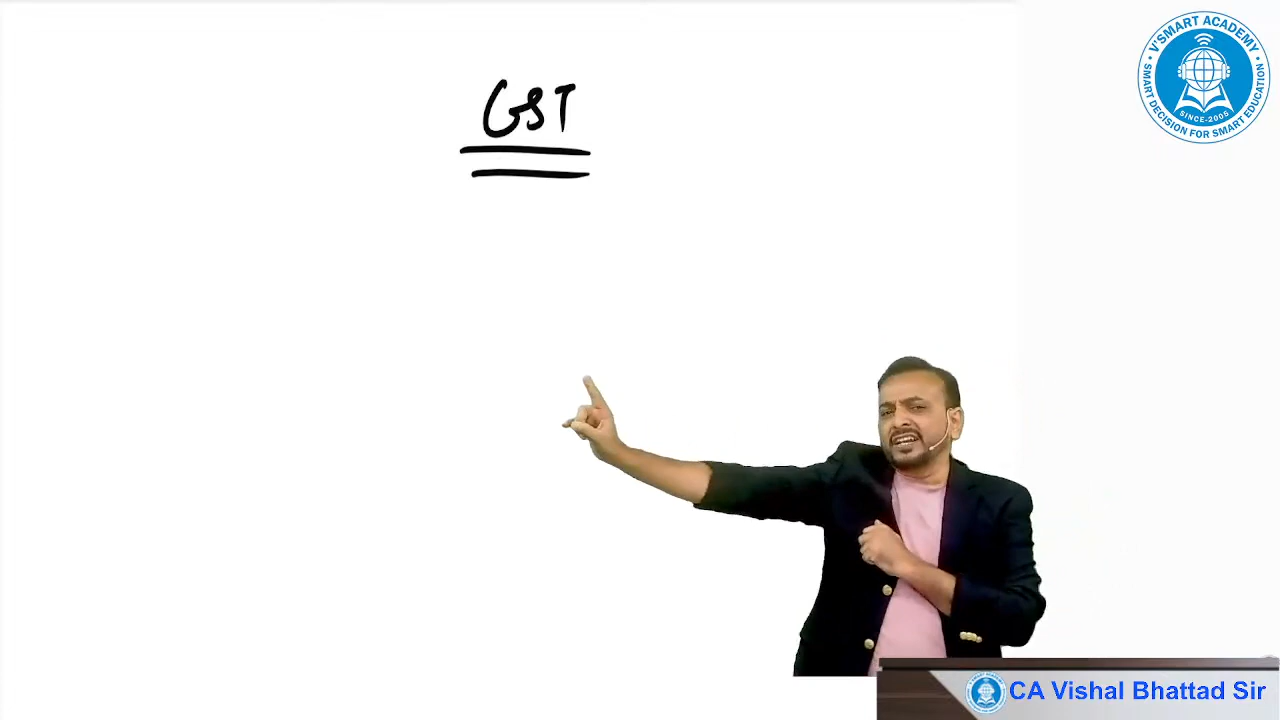 GST
V'SMART ACADEMY
SMART DECISION FOR SMART EDUCATION
SINCE-2005
CA Vishal Bhattad Sir